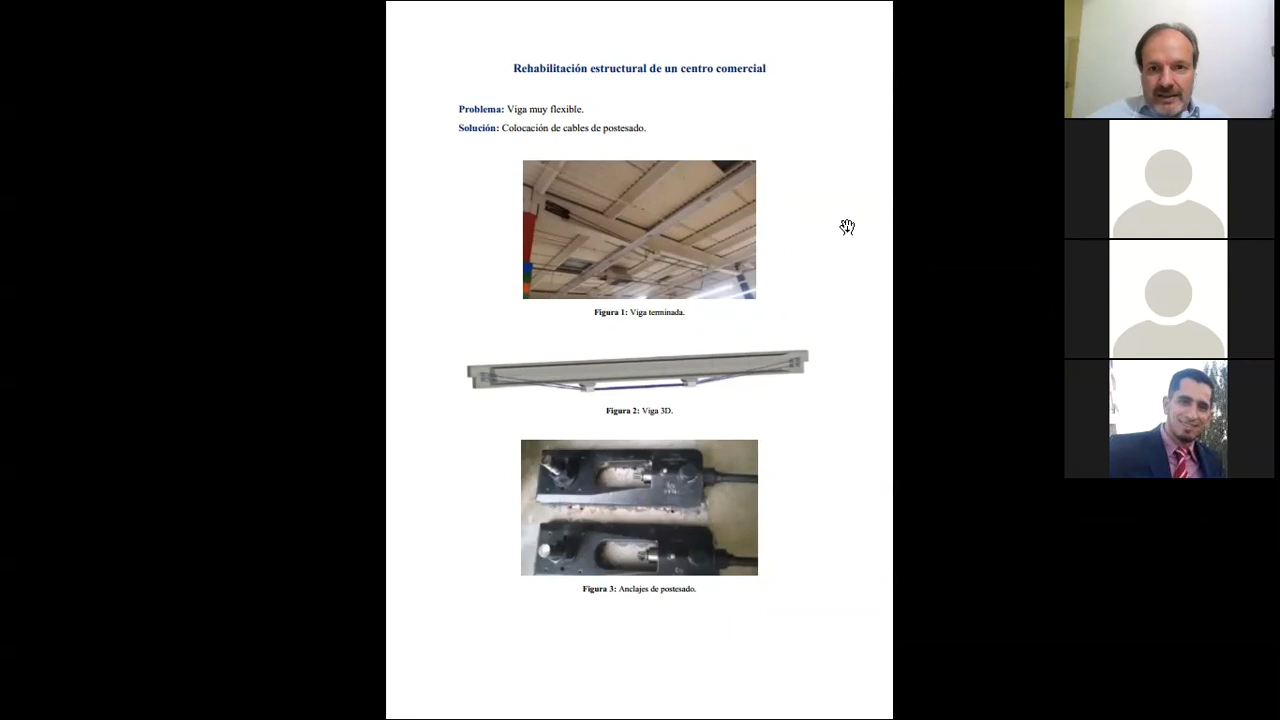 Rehabilitación estructural de un centro comercial
Problema: Viga muy flexible.
Solución: Colocación de cables de postesado.
Figura 1: Viga terminada.
Figura 2: Viga 3D.
Figura 3: Anclajes de postesado.